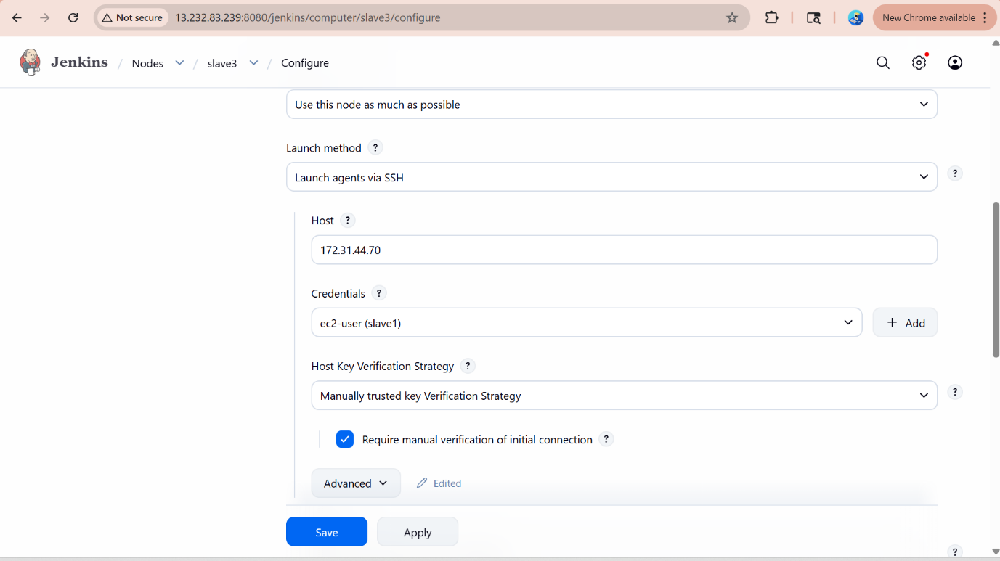 Not secure 13.232.83.239:8080/jenkins/computer/slave3/configure New Chrome available
Jenkins / Nodes / slave3 / Configure
Use this node as much as possible
Launch method ?
Launch agents via SSH ?
Host ?
172.31.44.70
Credentials ?
ec2-user (slave1) + Add
Host Key Verification Strategy ?
Manually trusted key Verification Strategy ?
Require manual verification of initial connection ?
Advanced Edited
Save Apply
?